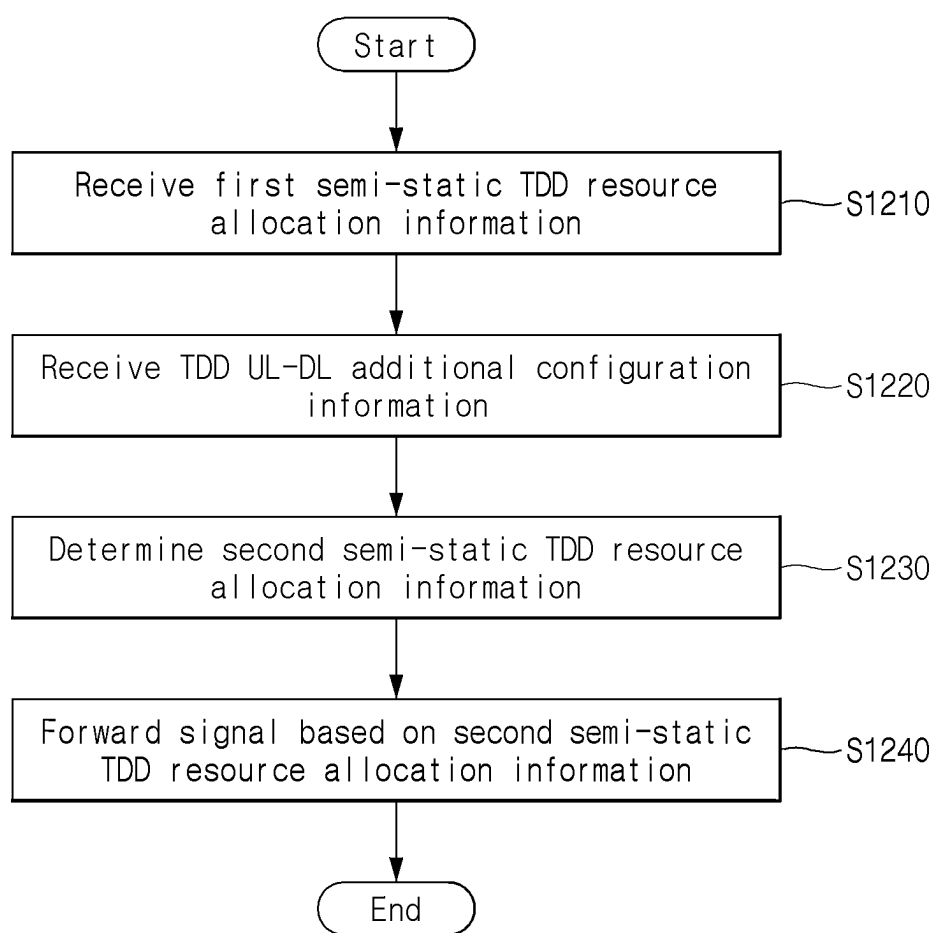 Start
Receive first semi-static TDD resource
allocation information
S1210
Receive TDD UL-DL additional configuration
information
S1220
Determine second semi-static TDD resource
allocation information
S1230
Forward signal based on second semi-static
TDD resource allocation information
S1240
End